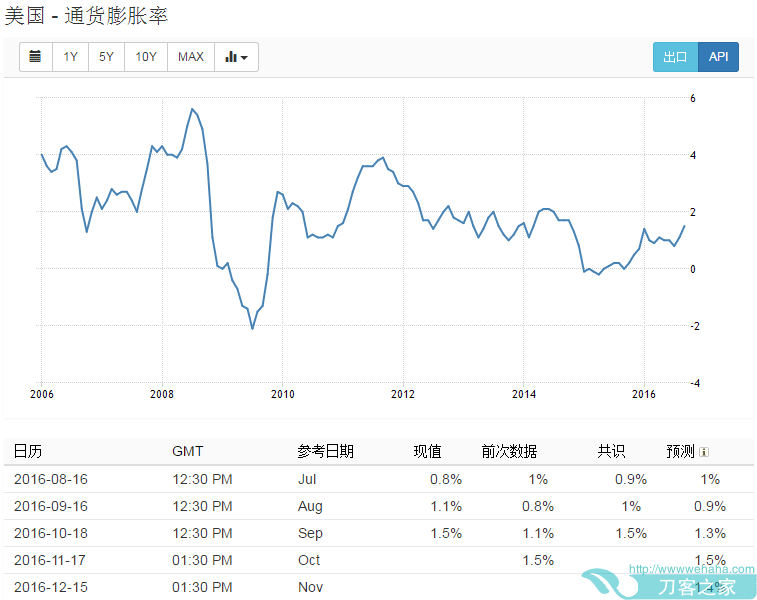 美国 - 通货膨胀率
1Y 5Y 10Y MAX 出口 API
6
4
2
0
-2
-4
2006 2008 2010 2012 2014 2016
日历 GMT 参考日期 现值 前次数据 共识 预测
2016-08-16 12:30 PM Jul 0.8% 1% 0.9% 1%
2016-09-16 12:30 PM Aug 1.1% 0.8% 1% 0.9%
2016-10-18 12:30 PM Sep 1.5% 1.1% 1.5% 1.3%
2016-11-17 01:30 PM Oct 1.5% 1.5%
http://wwwwehaha.com
2016-12-15 01:30 PM Nov 1.4%
刀客之家